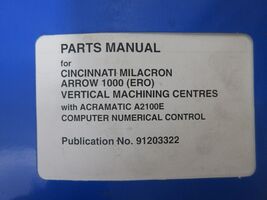 PARTS MANUAL
for
CINCINNATI MILACRON
ARROW 1000 (ERO)
VERTICAL MACHINING CENTRES
with ACRAMATIC A2100E
COMPUTER NUMERICAL CONTROL
Publication No. 91203322